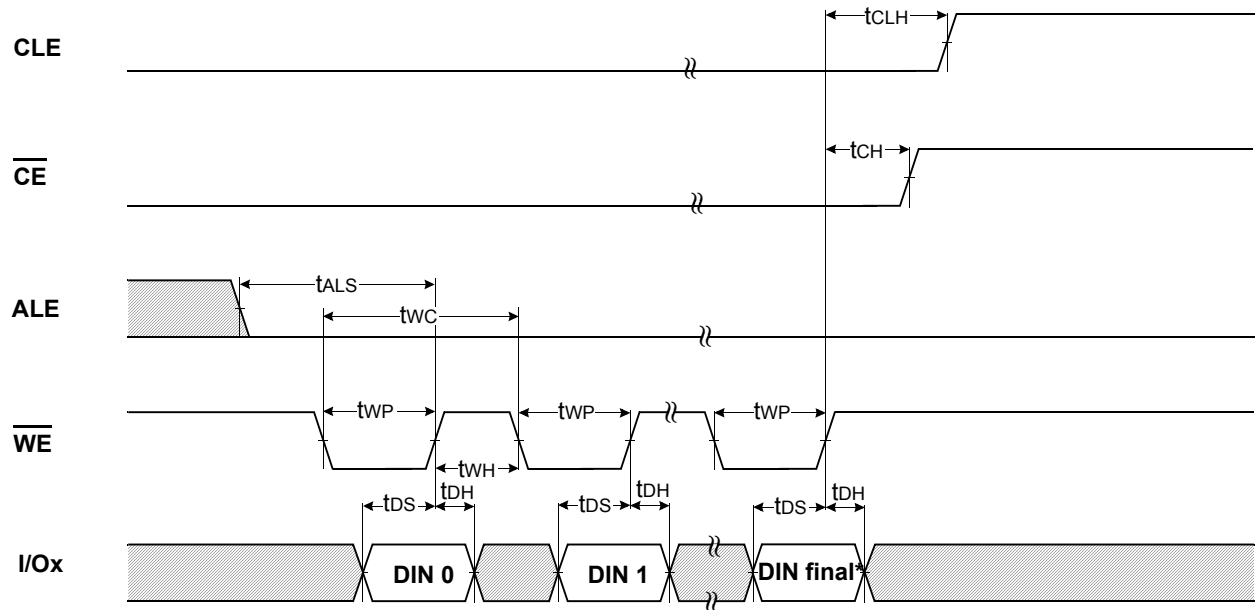 CLE
tCLH
CE
tCH
ALE
tALS
tWC
WE
tWP
tWP
tWP
tWH
tDS
tDH
tDS
tDH
tDS
tDH
I/Ox
DIN 0
DIN 1
DIN final*